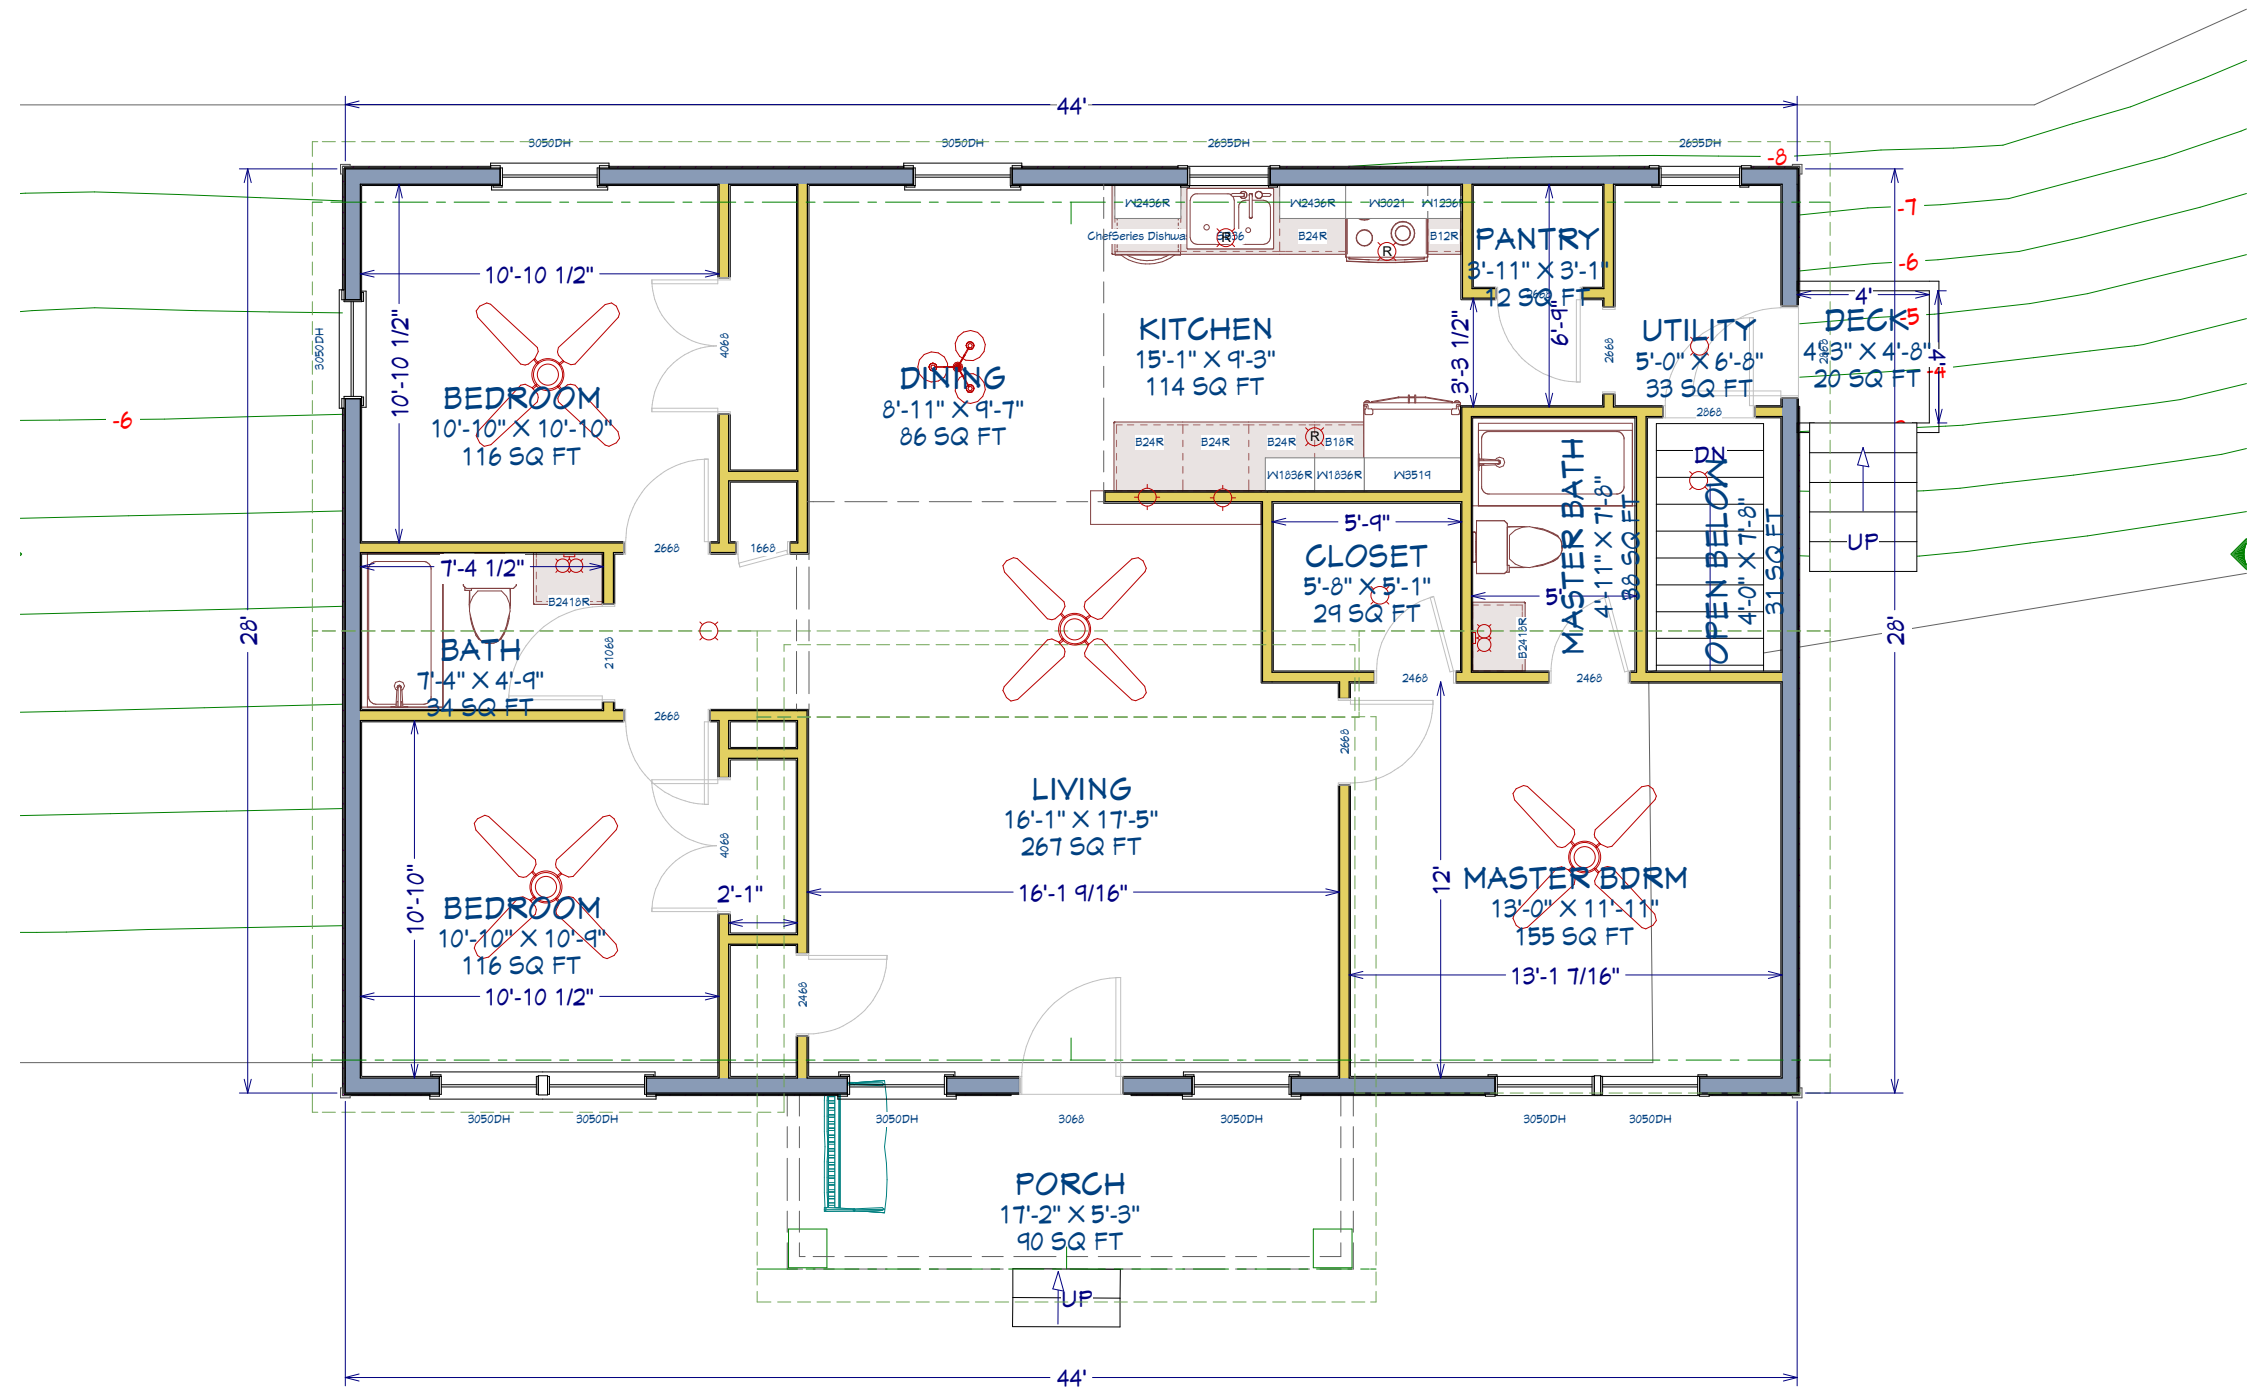 44'
3050DH
3050DH
2635DH
2635DH
-8
W2436R
W2436R
W3021
-7
B24R
B12R
R
R
PANTRY
3'-11" X 3'-1"
12 SQ FT
-6
10'-10 1/2"
4'
3050DH
10'-10 1/2"
4068
KITCHEN
15'-1" X 9'-3"
114 SQ FT
3'-3 1/2"
6'-9"
2668
UTILITY
5'-0" X 6'-8"
33 SQ FT
DECK
-5
20 SQ FT
4'
-4
DINING
8'-11" X 9'-7"
86 SQ FT
BEDROOM
10'-10" X 10'-10"
116 SQ FT
-6
2868
B24R
B24R
B24R
R
B18R
W1836R
W1836R
W3519
DN
5'-9"
CLOSET
5'-8" X 5'-1"
29 SQ FT
MASTER BATH
4'-11" X 7'-8"
38 SQ FT
5'
B2418R
OPEN BELOW
4'-0" X 7'-8"
31 SQ FT
UP
2668
1668
7'-4 1/2"
B2418R
28'
28'
BATH
7'-4" X 4'-9"
34 SQ FT
21068
2668
2468
2468
2668
LIVING
16'-1" X 17'-5"
267 SQ FT
4068
2'-1"
16'-1 9/16"
12'
MASTER BDRM
13'-0" X 11'-11"
155 SQ FT
13'-1 7/16"
10'-10"
BEDROOM
10'-10" X 10'-9"
116 SQ FT
10'-10 1/2"
2468
3050DH
3050DH
3050DH
3068
3050DH
3050DH
3050DH
PORCH
17'-2" X 5'-3"
90 SQ FT
UP
44'